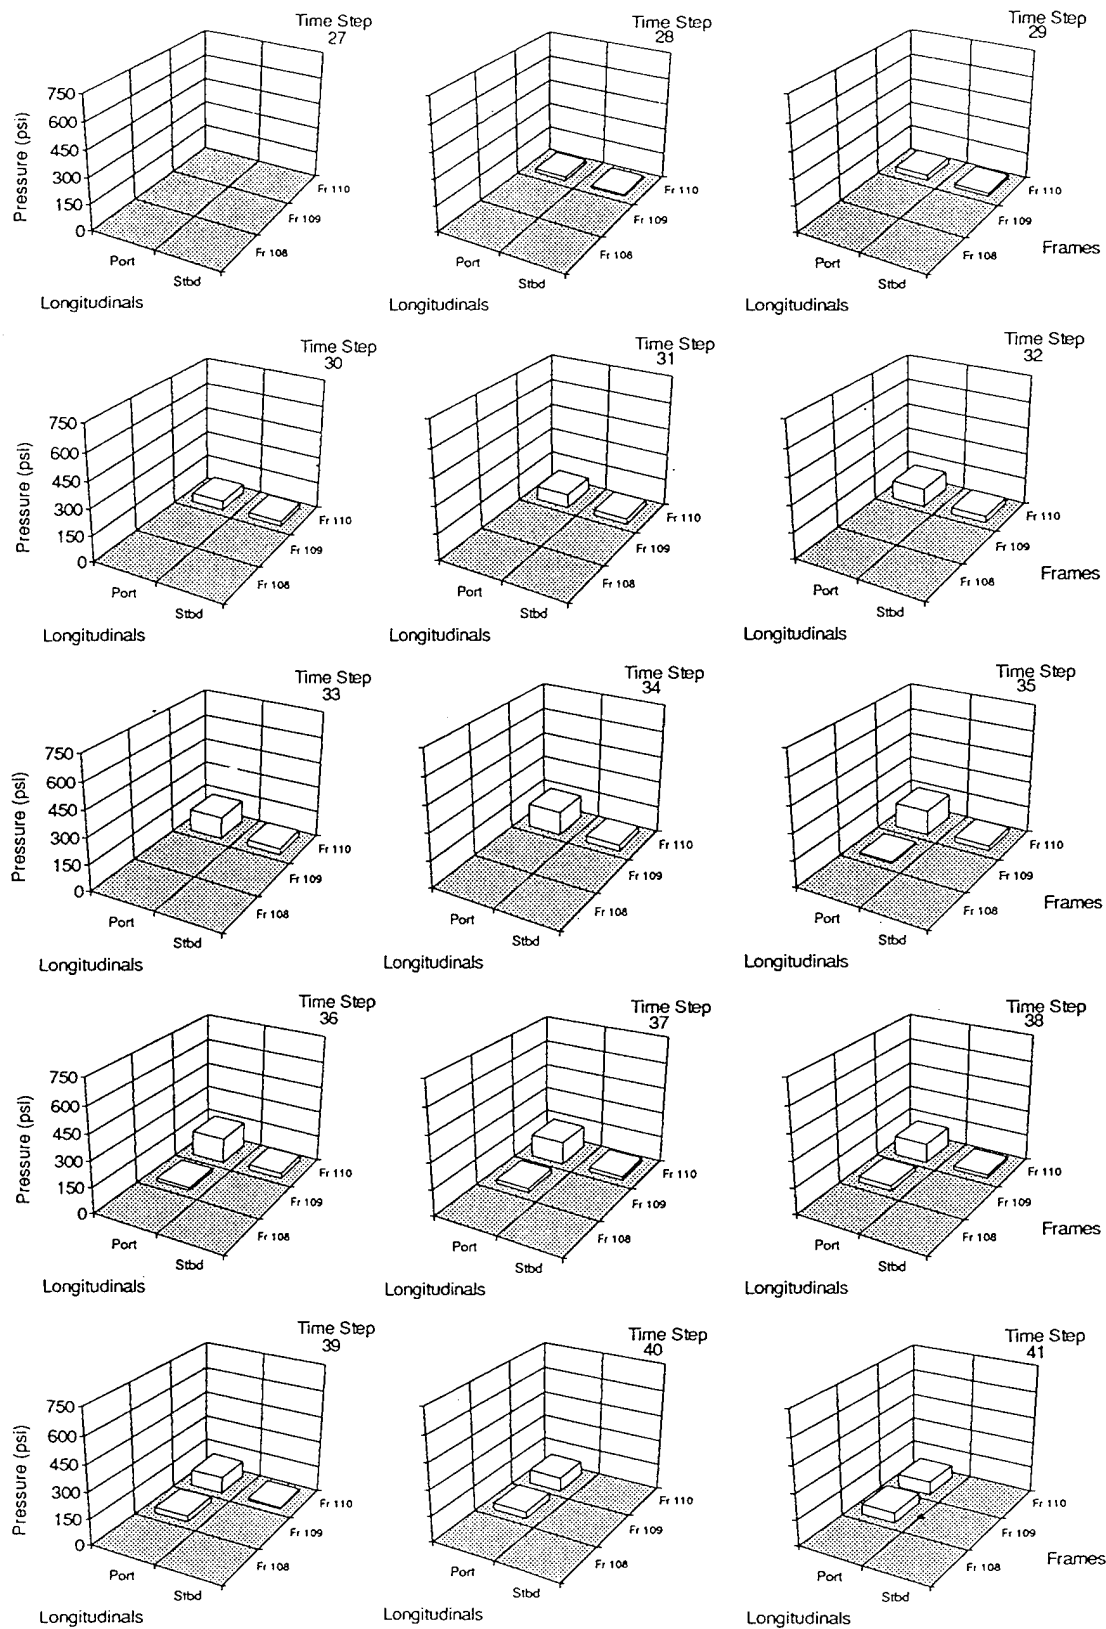 Time Step
27
Time Step
28
Time Step
29
Pressure (psi)
750
600
450
300
150
0
Fr 110
Fr 109
Fr 108
Port
Stbd
Longitudinals
Fr 110
Fr 109
Fr 108
Port
Stbd
Longitudinals
Fr 110
Fr 109
Fr 108
Frames
Port
Stbd
Longitudinals
Time Step
30
Time Step
31
Time Step
32
Pressure (psi)
750
600
450
300
150
0
Fr 110
Fr 109
Fr 108
Port
Stbd
Longitudinals
Fr 110
Fr 109
Fr 108
Port
Stbd
Longitudinals
Fr 110
Fr 109
Fr 108
Frames
Port
Stbd
Longitudinals
Time Step
33
Time Step
34
Time Step
35
Pressure (psi)
750
600
450
300
150
0
Fr 110
Fr 109
Fr 108
Port
Stbd
Longitudinals
Fr 110
Fr 109
Fr 108
Port
Stbd
Longitudinals
Fr 110
Fr 109
Fr 108
Frames
Port
Stbd
Longitudinals
Time Step
36
Time Step
37
Time Step
38
Pressure (psi)
750
600
450
300
150
0
Fr 110
Fr 109
Fr 108
Port
Stbd
Longitudinals
Fr 110
Fr 109
Fr 108
Port
Stbd
Longitudinals
Fr 110
Fr 109
Fr 108
Frames
Port
Stbd
Longitudinals
Time Step
39
Time Step
40
Time Step
41
Pressure (psi)
750
600
450
300
150
0
Fr 110
Fr 109
Fr 108
Port
Stbd
Longitudinals
Fr 110
Fr 109
Fr 108
Port
Stbd
Longitudinals
Fr 110
Fr 109
Fr 108
Frames
Port
Stbd
Longitudinals